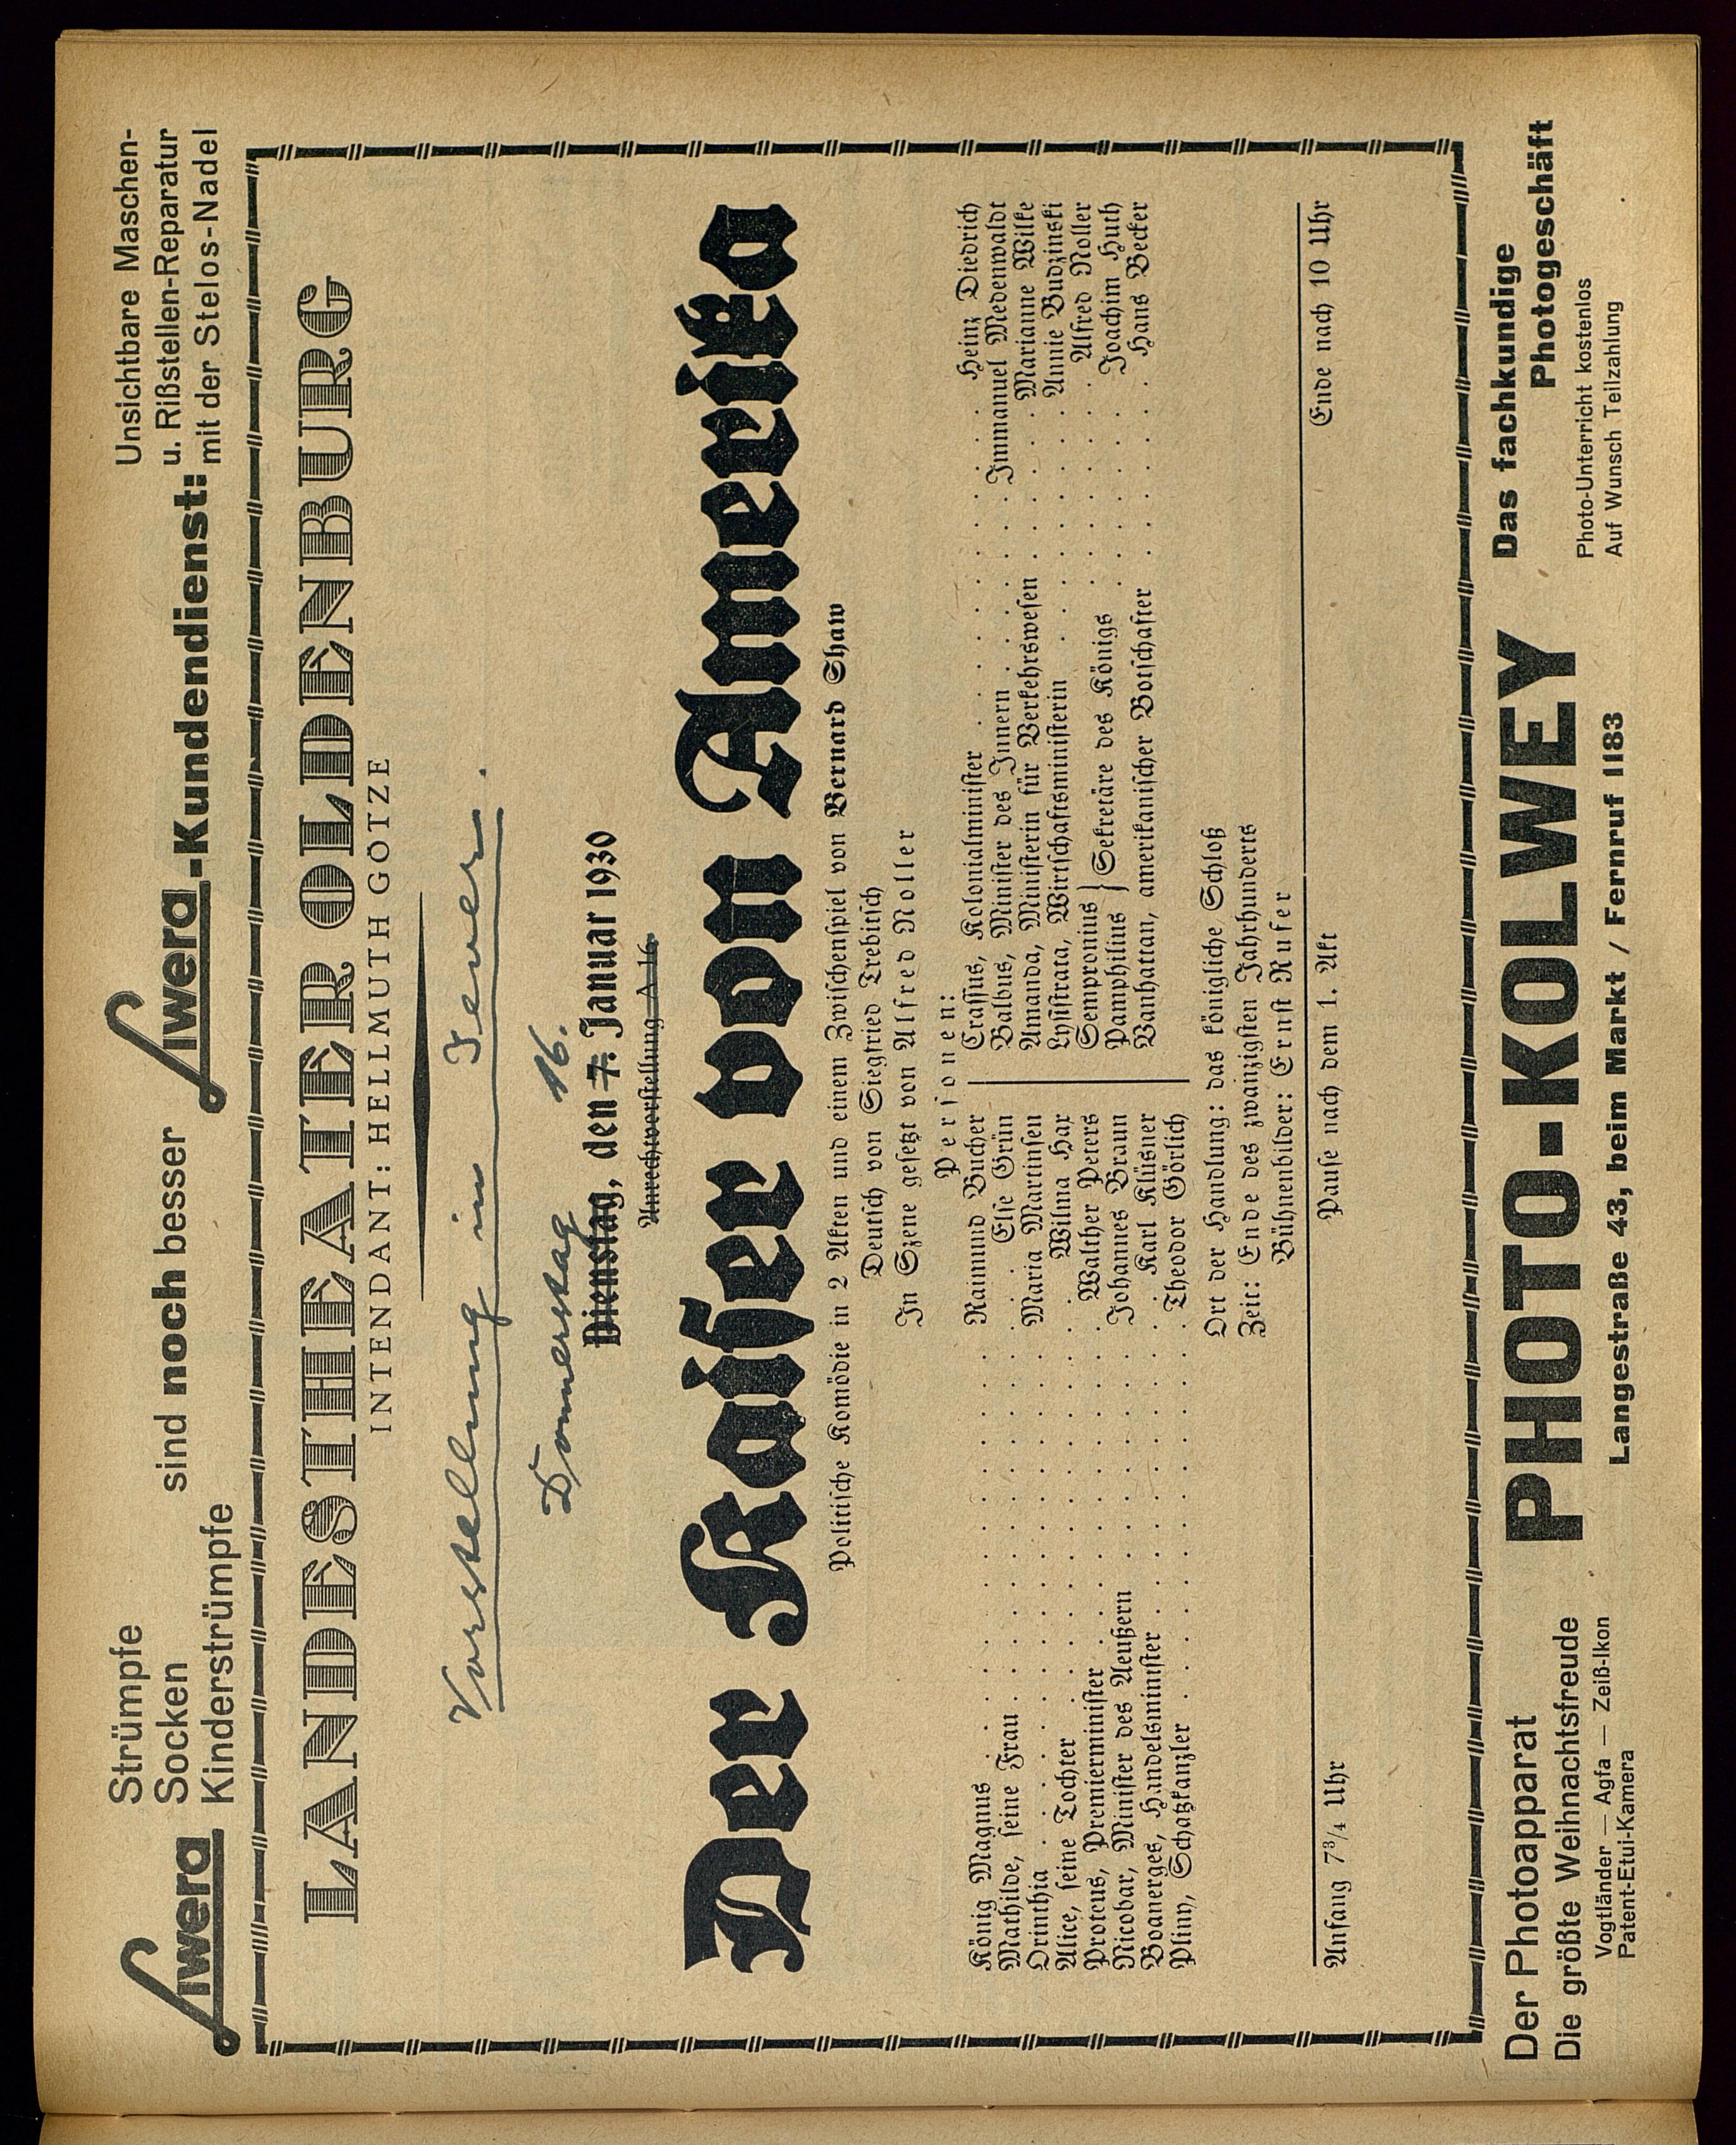 Siwera
Strümpfe
Socken
Kinderstrümpfe
sind noch besser
Siwera-Kundendienst:
Unsichtbare Maschen-
u. Rißstellen-Reparatur
mit der Stelos-Nadel
LANDESTHEATER OLDENBURG
INTENDANT: HELLMUTH GÖTZE
Vorstellung in Jever.
Donnerstag 16.
Dienstag, den 7. Januar 1930
Anrechtvorstellung A 16
Der Kaiser von Amerika
Politische Komödie in 2 Akten und einem Zwischenspiel von Bernard Shaw
Deutsch von Siegfried Trebitsch
In Szene gesetzt von Alfred Noller
Personen:
König Magnus . . . . . Raimund Bucher
Mathilde, seine Frau . . . . . Else Grün
Orinthia . . . . . Maria Martinsen
Alice, seine Tochter . . . . . Wilma Har
Proteus, Premierminister . . . . . Walther Peters
Nicobar, Minister des Aeußern . . . . . Johannes Braun
Boanerges, Handelsminister . . . . . Karl Klüsner
Pliny, Schatzkanzler . . . . . Theodor Görlich
Crassus, Kolonialminister . . . . . Heinz Diedrich
Balbus, Minister des Innern . . . . . Immanuel Medenwaldt
Amanda, Ministerin für Verkehrswesen . . . . . Marianne Wilke
Lysistrata, Wirtschaftsministerin . . . . . Annie Budzinski
Sempronius } Sekretäre des Königs . . . . . Alfred Noller
Pamphilius } . . . . . Joachim Huth
Vanhattan, amerikanischer Botschafter . . . . . Hans Becker
Ort der Handlung: das königliche Schloß
Zeit: Ende des zwanzigsten Jahrhunderts
Bühnenbilder: Ernst Rufer
Anfang 7 3/4 Uhr
Pause nach dem 1. Akt
Ende nach 10 Uhr
Der Photoapparat
Die größte Weihnachtsfreude
Vogtländer — Agfa — Zeiß-Ikon
Patent-Etui-Kamera
PHOTO-KOLWEY
Langestraße 43, beim Markt / Fernruf 1183
Das fachkundige
Photogeschäft
Photo-Unterricht kostenlos
Auf Wunsch Teilzahlung